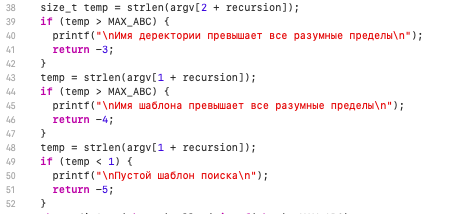 38 size_t temp = strlen(argv[2 + recursion]);
39 if (temp > MAX_ABC) {
40 printf("\nИмя деректории превышает все разумные пределы\n");
41 return -3;
42 }
43 temp = strlen(argv[1 + recursion]);
44 if (temp > MAX_ABC) {
45 printf("\nИмя шаблона превышает все разумные пределы\n");
46 return -4;
47 }
48 temp = strlen(argv[1 + recursion]);
49 if (temp < 1) {
50 printf("\nПустой шаблон поиска\n");
51 return -5;
52 }